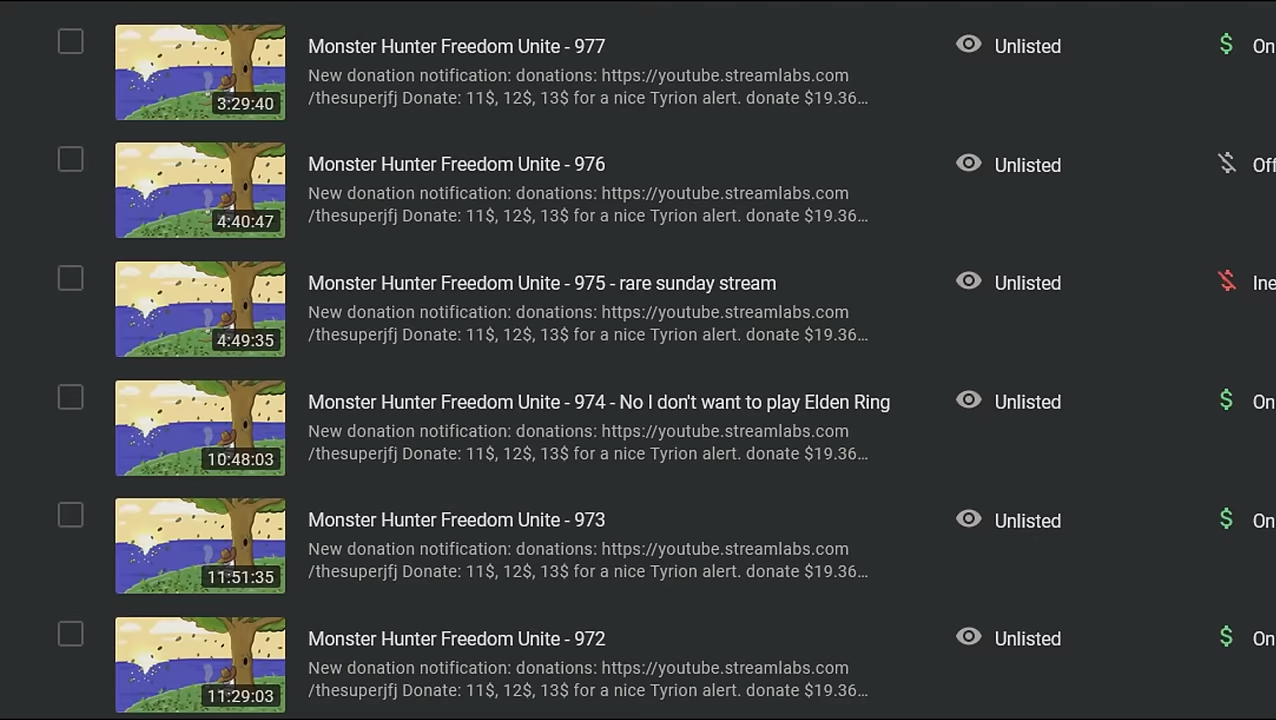 Monster Hunter Freedom Unite - 977
Unlisted
On
New donation notification: donations: https://youtube.streamlabs.com
/thesuperjfj Donate: 11$, 12$, 13$ for a nice Tyrion alert. donate $19.36...
3:29:40
Monster Hunter Freedom Unite - 976
Unlisted
Off
New donation notification: donations: https://youtube.streamlabs.com
/thesuperjfj Donate: 11$, 12$, 13$ for a nice Tyrion alert. donate $19.36...
4:40:47
Monster Hunter Freedom Unite - 975 - rare sunday stream
Unlisted
Ine
New donation notification: donations: https://youtube.streamlabs.com
/thesuperjfj Donate: 11$, 12$, 13$ for a nice Tyrion alert. donate $19.36...
4:49:35
Monster Hunter Freedom Unite - 974 - No I don't want to play Elden Ring
Unlisted
On
New donation notification: donations: https://youtube.streamlabs.com
/thesuperjfj Donate: 11$, 12$, 13$ for a nice Tyrion alert. donate $19.36...
10:48:03
Monster Hunter Freedom Unite - 973
Unlisted
On
New donation notification: donations: https://youtube.streamlabs.com
/thesuperjfj Donate: 11$, 12$, 13$ for a nice Tyrion alert. donate $19.36...
11:51:35
Monster Hunter Freedom Unite - 972
Unlisted
On
New donation notification: donations: https://youtube.streamlabs.com
/thesuperjfj Donate: 11$, 12$, 13$ for a nice Tyrion alert. donate $19.36...
11:29:03